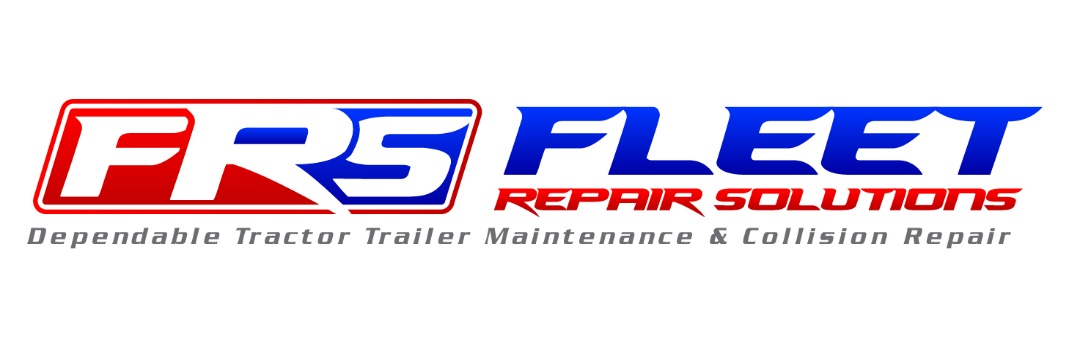 FRS FLEET
REPAIR SOLUTIONS
Dependable Tractor Trailer Maintenance & Collision Repair